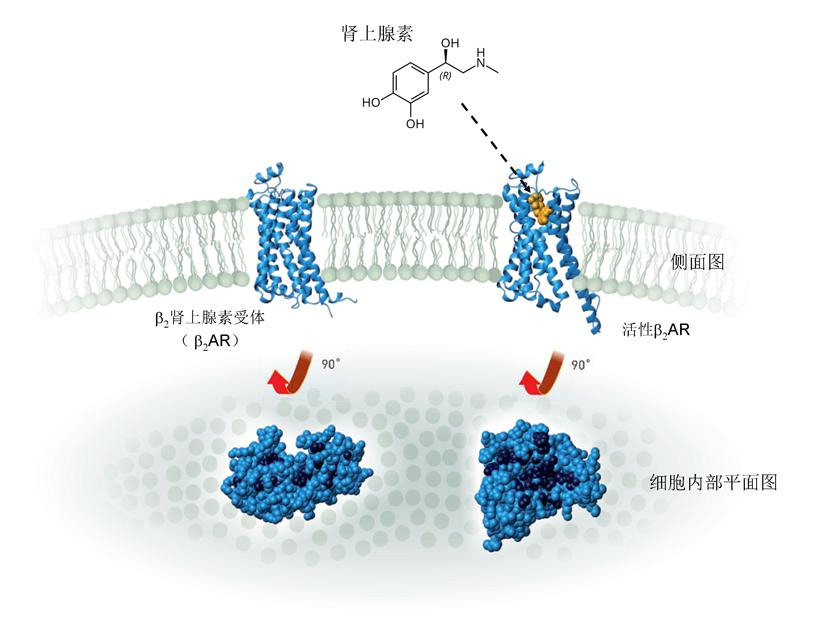 肾上腺素
OH
H
N
(R)
HO
OH
侧面图
β2肾上腺素受体
（ β2AR）
活性β2AR
90°
90°
细胞内部平面图